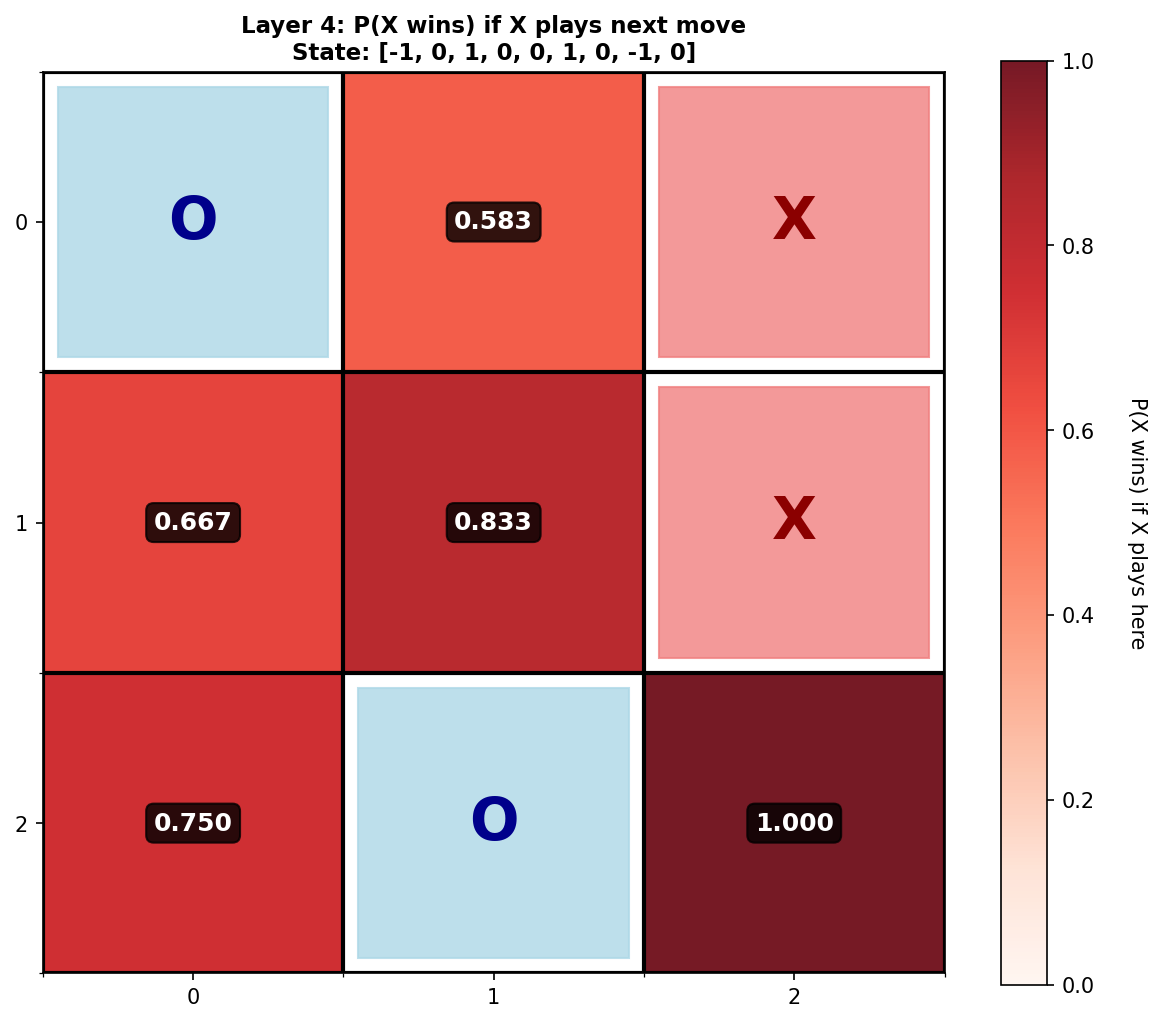 Layer 4: P(X wins) if X plays next move
State: [-1, 0, 1, 0, 0, 1, 0, -1, 0]
O
0.583
X
0
0.667
0.833
X
1
0.750
O
1.000
2
0
1
2
1.0
0.8
0.6
0.4
0.2
0.0
P(X wins) if X plays here